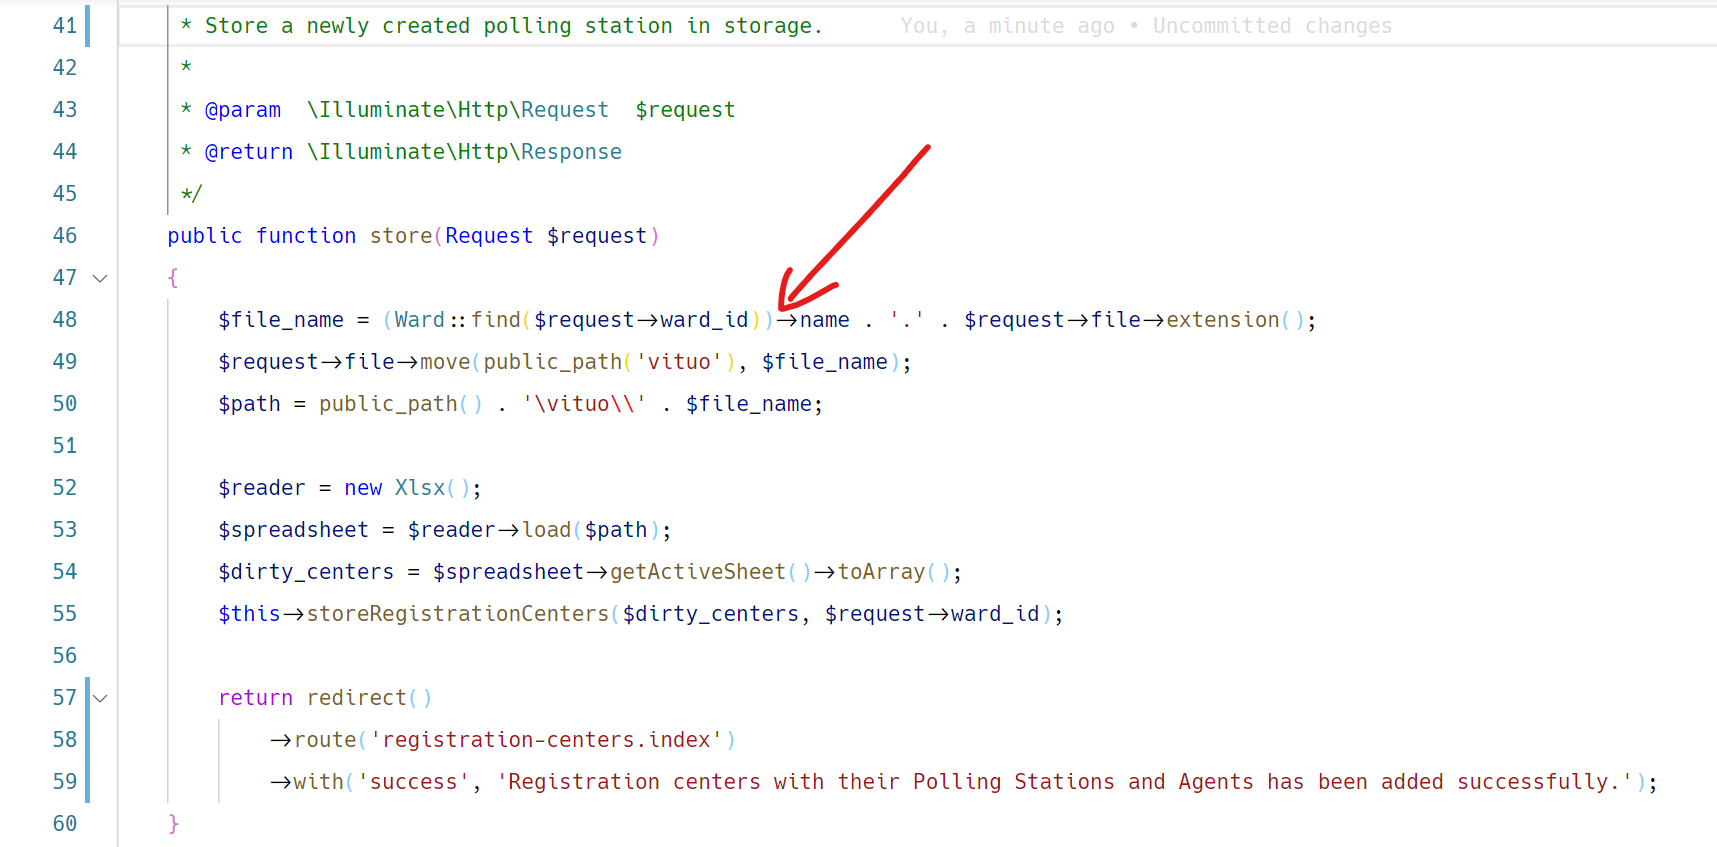 41 * Store a newly created polling station in storage. You, a minute ago • Uncommitted changes
42 *
43 * @param  \Illuminate\Http\Request  $request
44 * @return \Illuminate\Http\Response
45 */
46 public function store(Request $request)
47 {
48 $file_name = (Ward::find($request->ward_id))->name . '.' . $request->file->extension();
49 $request->file->move(public_path('vituo'), $file_name);
50 $path = public_path() . '\vituo\\' . $file_name;
51
52 $reader = new Xlsx();
53 $spreadsheet = $reader->load($path);
54 $dirty_centers = $spreadsheet->getActiveSheet()->toArray();
55 $this->storeRegistrationCenters($dirty_centers, $request->ward_id);
56
57 return redirect()
58 ->route('registration-centers.index')
59 ->with('success', 'Registration centers with their Polling Stations and Agents has been added successfully.');
60 }